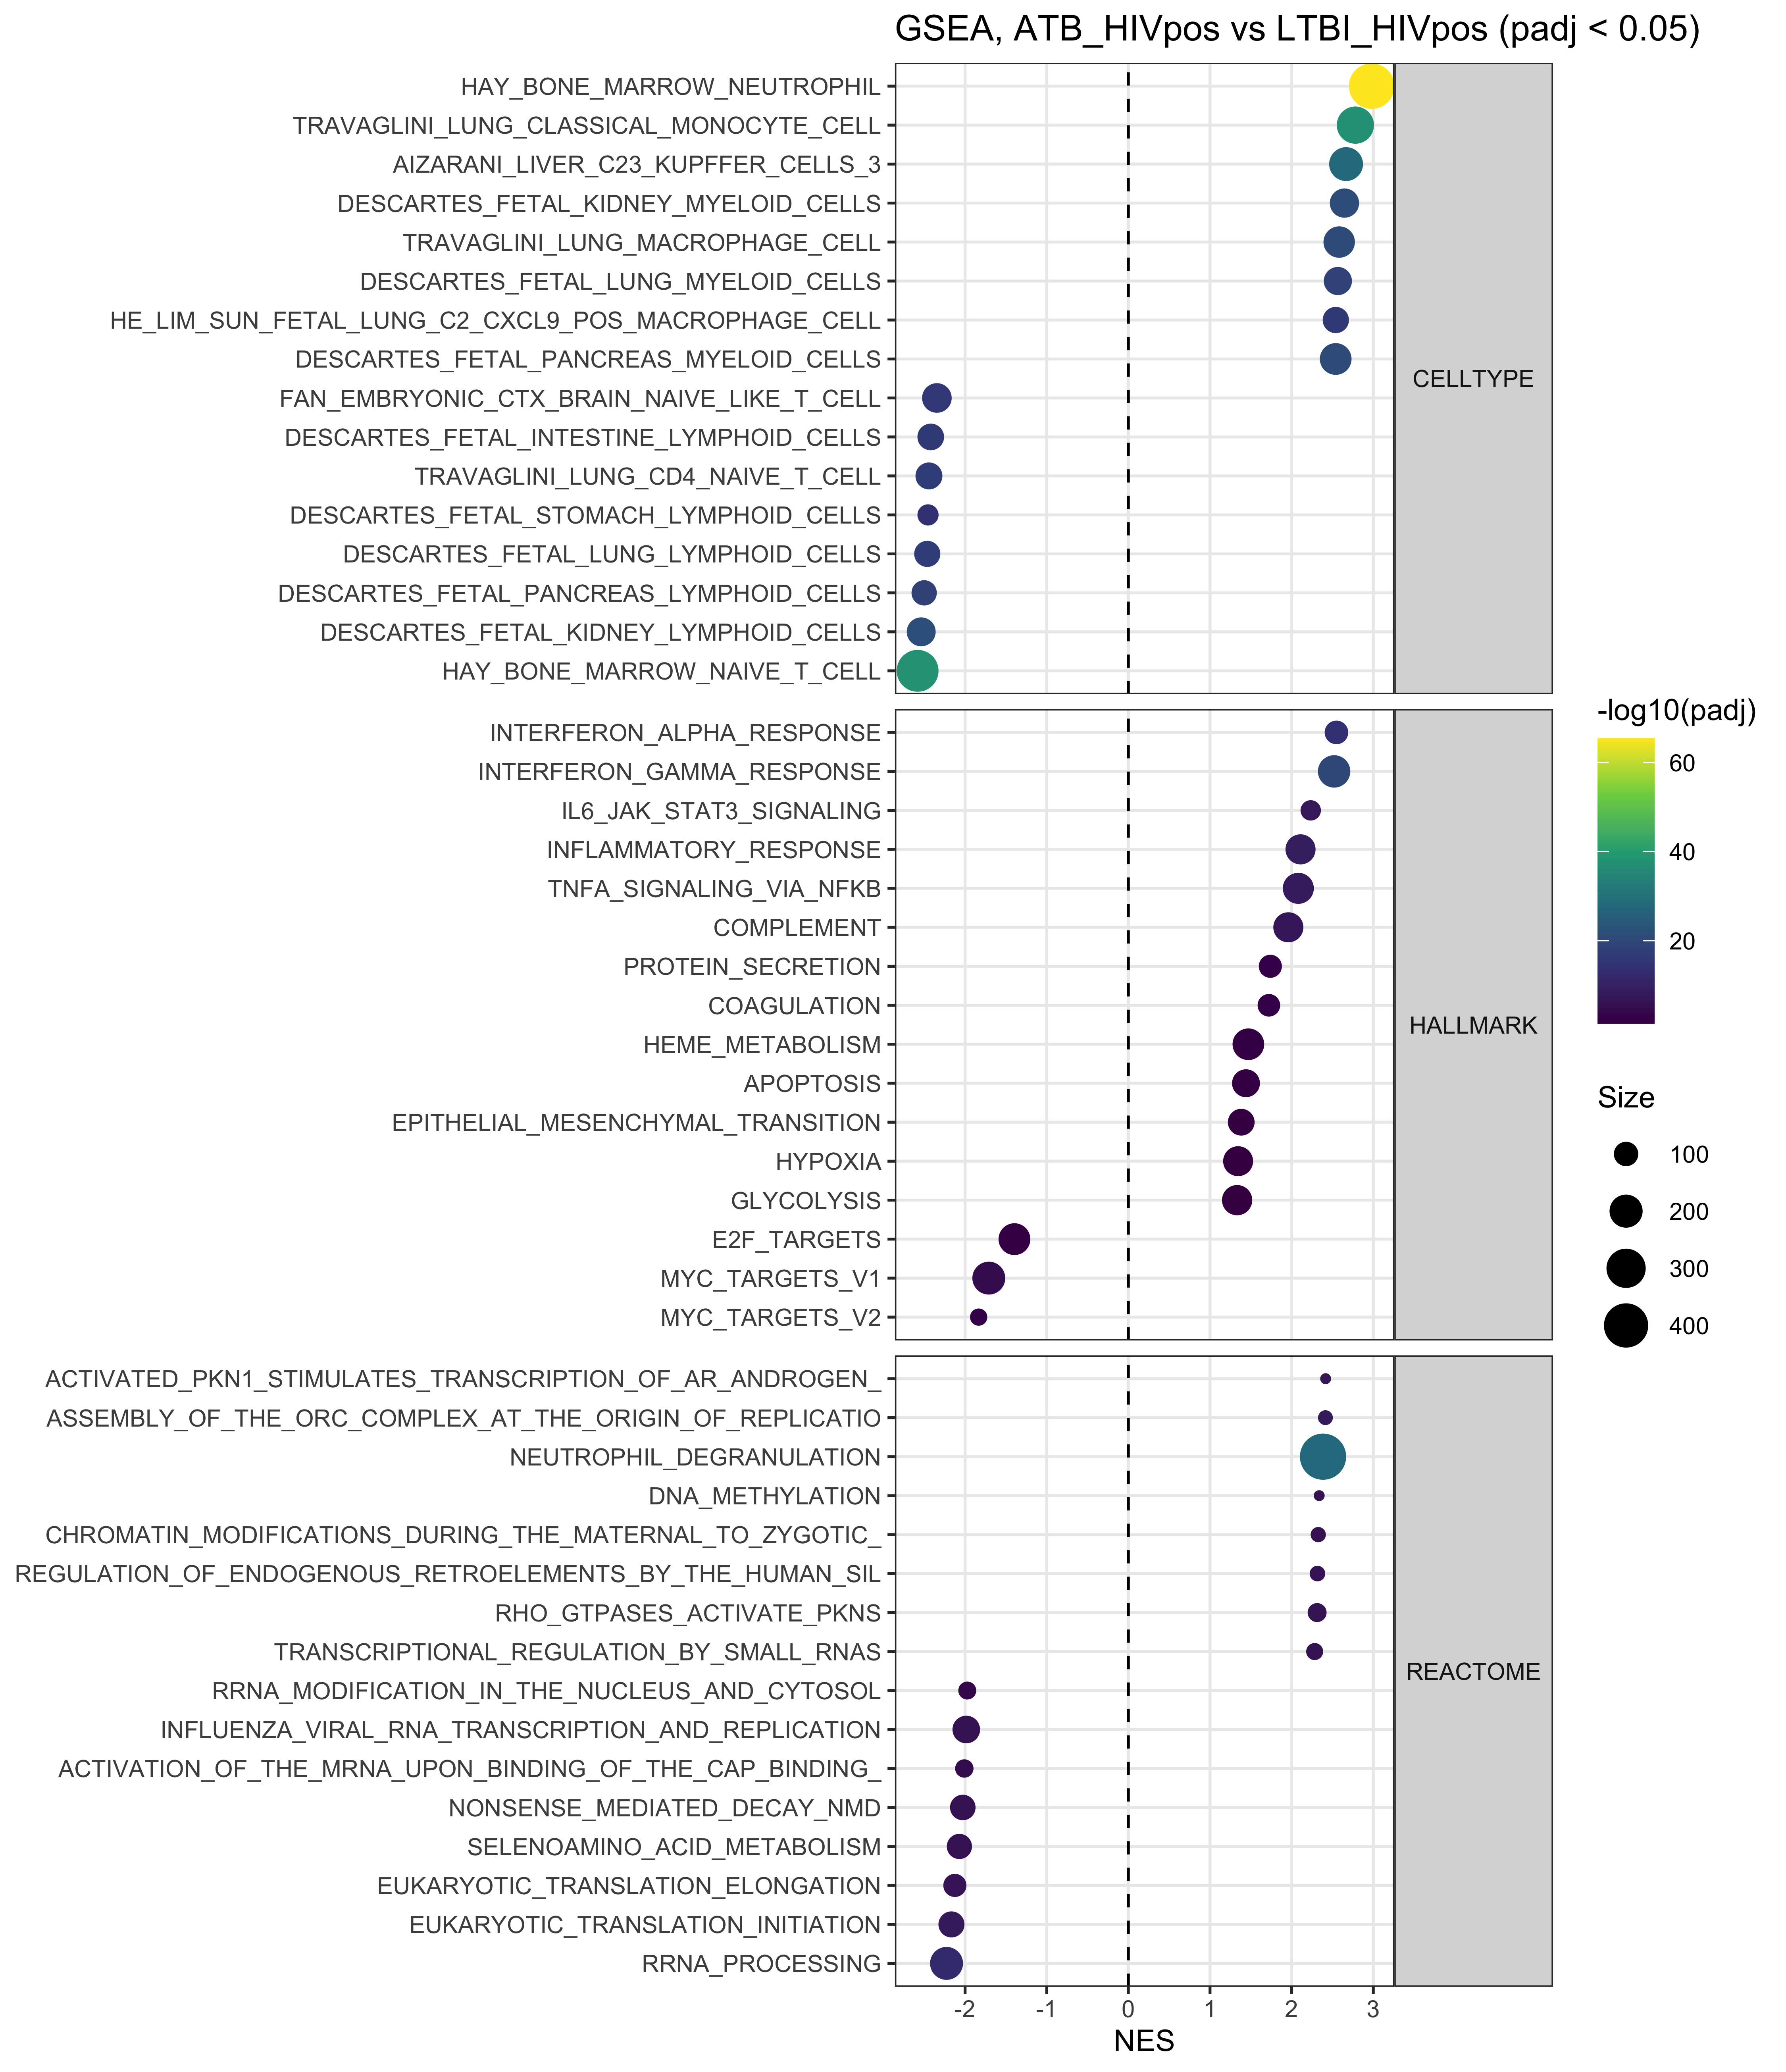 GSEA, ATB_HIVpos vs LTBI_HIVpos (padj < 0.05)
HAY_BONE_MARROW_NEUTROPHIL
TRAVAGLINI_LUNG_CLASSICAL_MONOCYTE_CELL
AIZARANI_LIVER_C23_KUPFFER_CELLS_3
DESCARTES_FETAL_KIDNEY_MYELOID_CELLS
TRAVAGLINI_LUNG_MACROPHAGE_CELL
DESCARTES_FETAL_LUNG_MYELOID_CELLS
HE_LIM_SUN_FETAL_LUNG_C2_CXCL9_POS_MACROPHAGE_CELL
DESCARTES_FETAL_PANCREAS_MYELOID_CELLS
FAN_EMBRYONIC_CTX_BRAIN_NAIVE_LIKE_T_CELL
DESCARTES_FETAL_INTESTINE_LYMPHOID_CELLS
TRAVAGLINI_LUNG_CD4_NAIVE_T_CELL
DESCARTES_FETAL_STOMACH_LYMPHOID_CELLS
DESCARTES_FETAL_LUNG_LYMPHOID_CELLS
DESCARTES_FETAL_PANCREAS_LYMPHOID_CELLS
DESCARTES_FETAL_KIDNEY_LYMPHOID_CELLS
HAY_BONE_MARROW_NAIVE_T_CELL
CELLTYPE
INTERFERON_ALPHA_RESPONSE
INTERFERON_GAMMA_RESPONSE
IL6_JAK_STAT3_SIGNALING
INFLAMMATORY_RESPONSE
TNFA_SIGNALING_VIA_NFKB
COMPLEMENT
PROTEIN_SECRETION
COAGULATION
HEME_METABOLISM
APOPTOSIS
EPITHELIAL_MESENCHYMAL_TRANSITION
HYPOXIA
GLYCOLYSIS
E2F_TARGETS
MYC_TARGETS_V1
MYC_TARGETS_V2
HALLMARK
ACTIVATED_PKN1_STIMULATES_TRANSCRIPTION_OF_AR_ANDROGEN_
ASSEMBLY_OF_THE_ORC_COMPLEX_AT_THE_ORIGIN_OF_REPLICATIO
NEUTROPHIL_DEGRANULATION
DNA_METHYLATION
CHROMATIN_MODIFICATIONS_DURING_THE_MATERNAL_TO_ZYGOTIC_
REGULATION_OF_ENDOGENOUS_RETROELEMENTS_BY_THE_HUMAN_SIL
RHO_GTPASES_ACTIVATE_PKNS
TRANSCRIPTIONAL_REGULATION_BY_SMALL_RNAS
RRNA_MODIFICATION_IN_THE_NUCLEUS_AND_CYTOSOL
INFLUENZA_VIRAL_RNA_TRANSCRIPTION_AND_REPLICATION
ACTIVATION_OF_THE_MRNA_UPON_BINDING_OF_THE_CAP_BINDING_
NONSENSE_MEDIATED_DECAY_NMD
SELENOAMINO_ACID_METABOLISM
EUKARYOTIC_TRANSLATION_ELONGATION
EUKARYOTIC_TRANSLATION_INITIATION
RRNA_PROCESSING
REACTOME
-2 -1 0 1 2 3
NES
-log10(padj)
60
40
20
Size
100
200
300
400